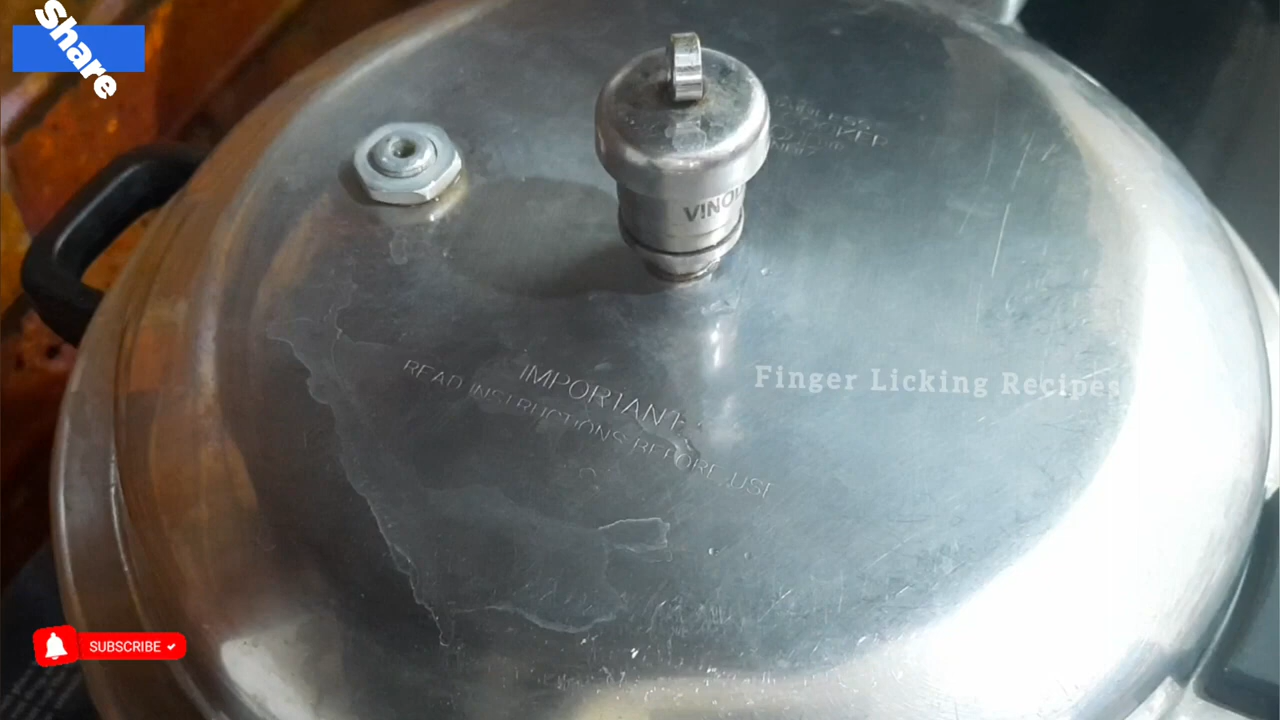 Share
VINOD
IMPORTANT
READ INSTRUCTIONS BEFORE USE
Finger Licking Recipes
SUBSCRIBE